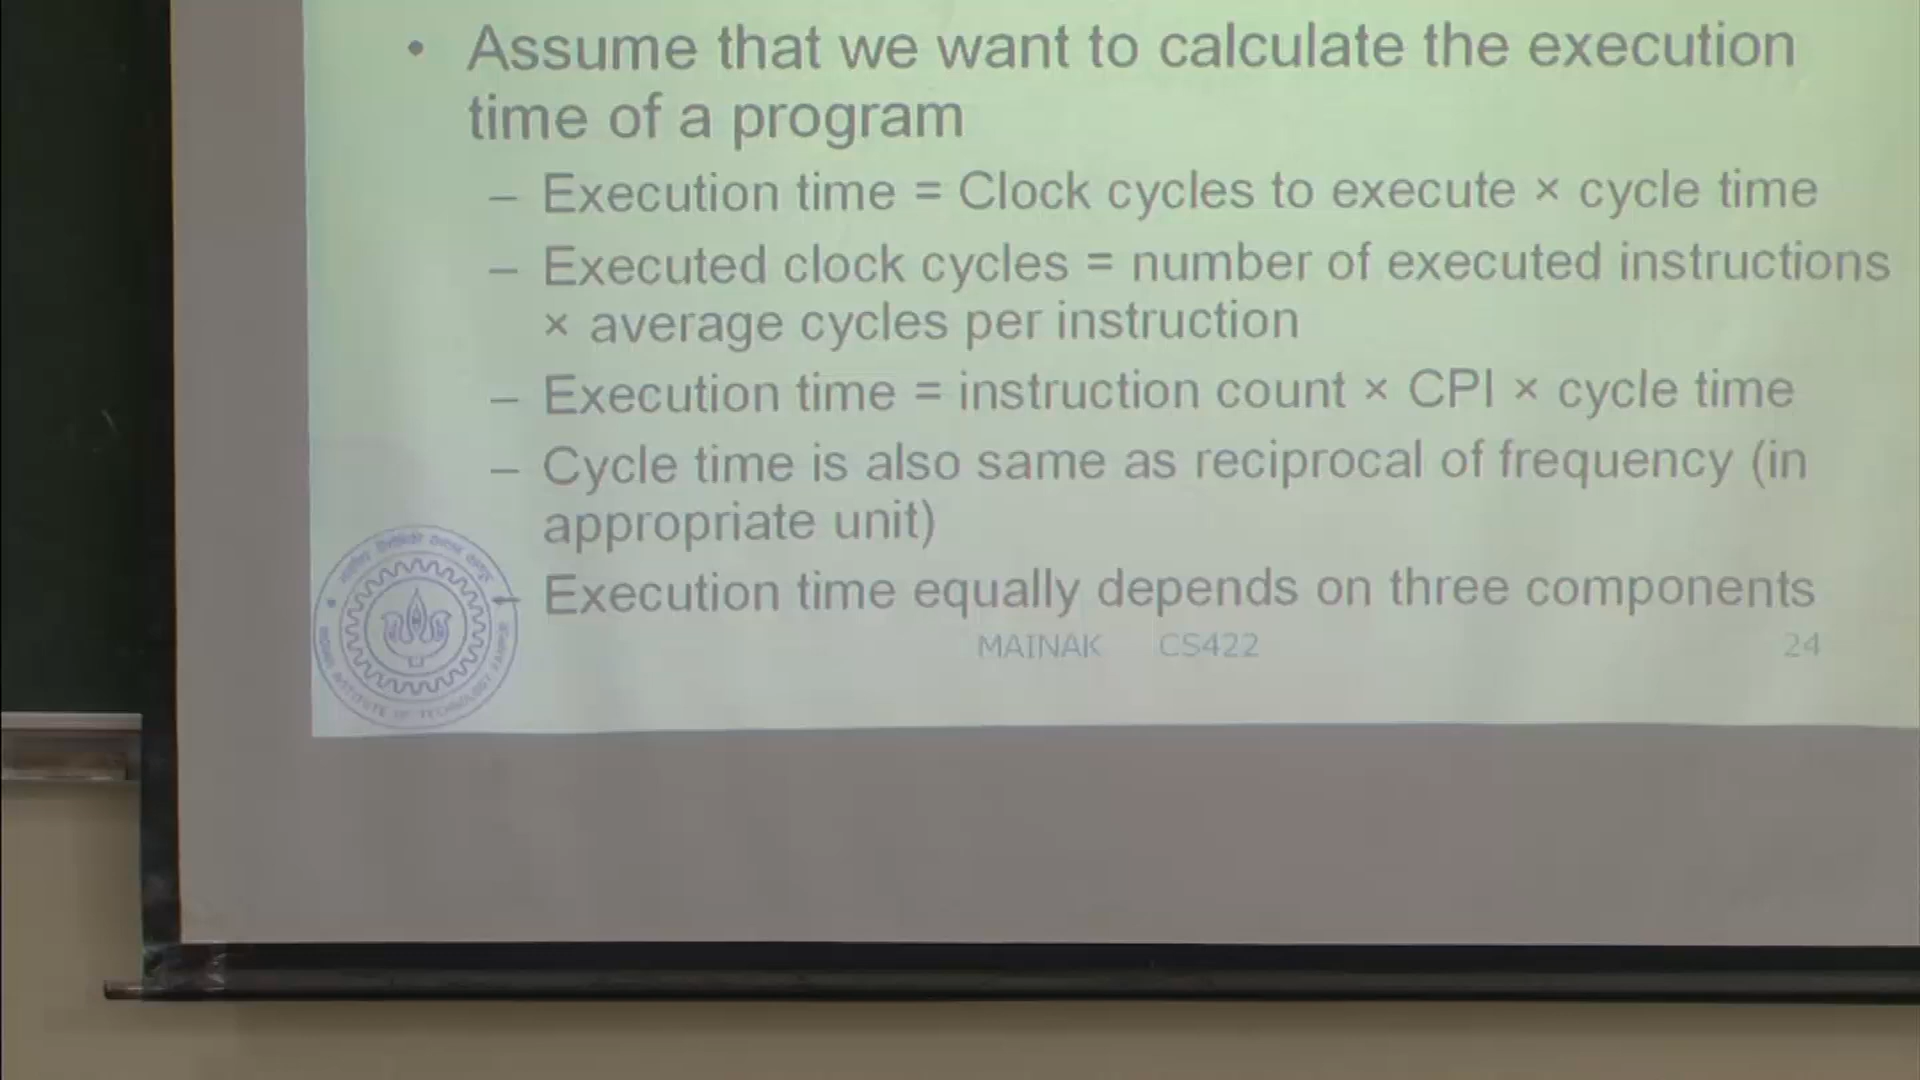 • Assume that we want to calculate the execution
time of a program
– Execution time = Clock cycles to execute × cycle time
– Executed clock cycles = number of executed instructions
× average cycles per instruction
– Execution time = instruction count × CPI × cycle time
– Cycle time is also same as reciprocal of frequency (in
appropriate unit)
– Execution time equally depends on three components
MAINAK CS422 24
INSTITUTE OF TECHNOLOGY